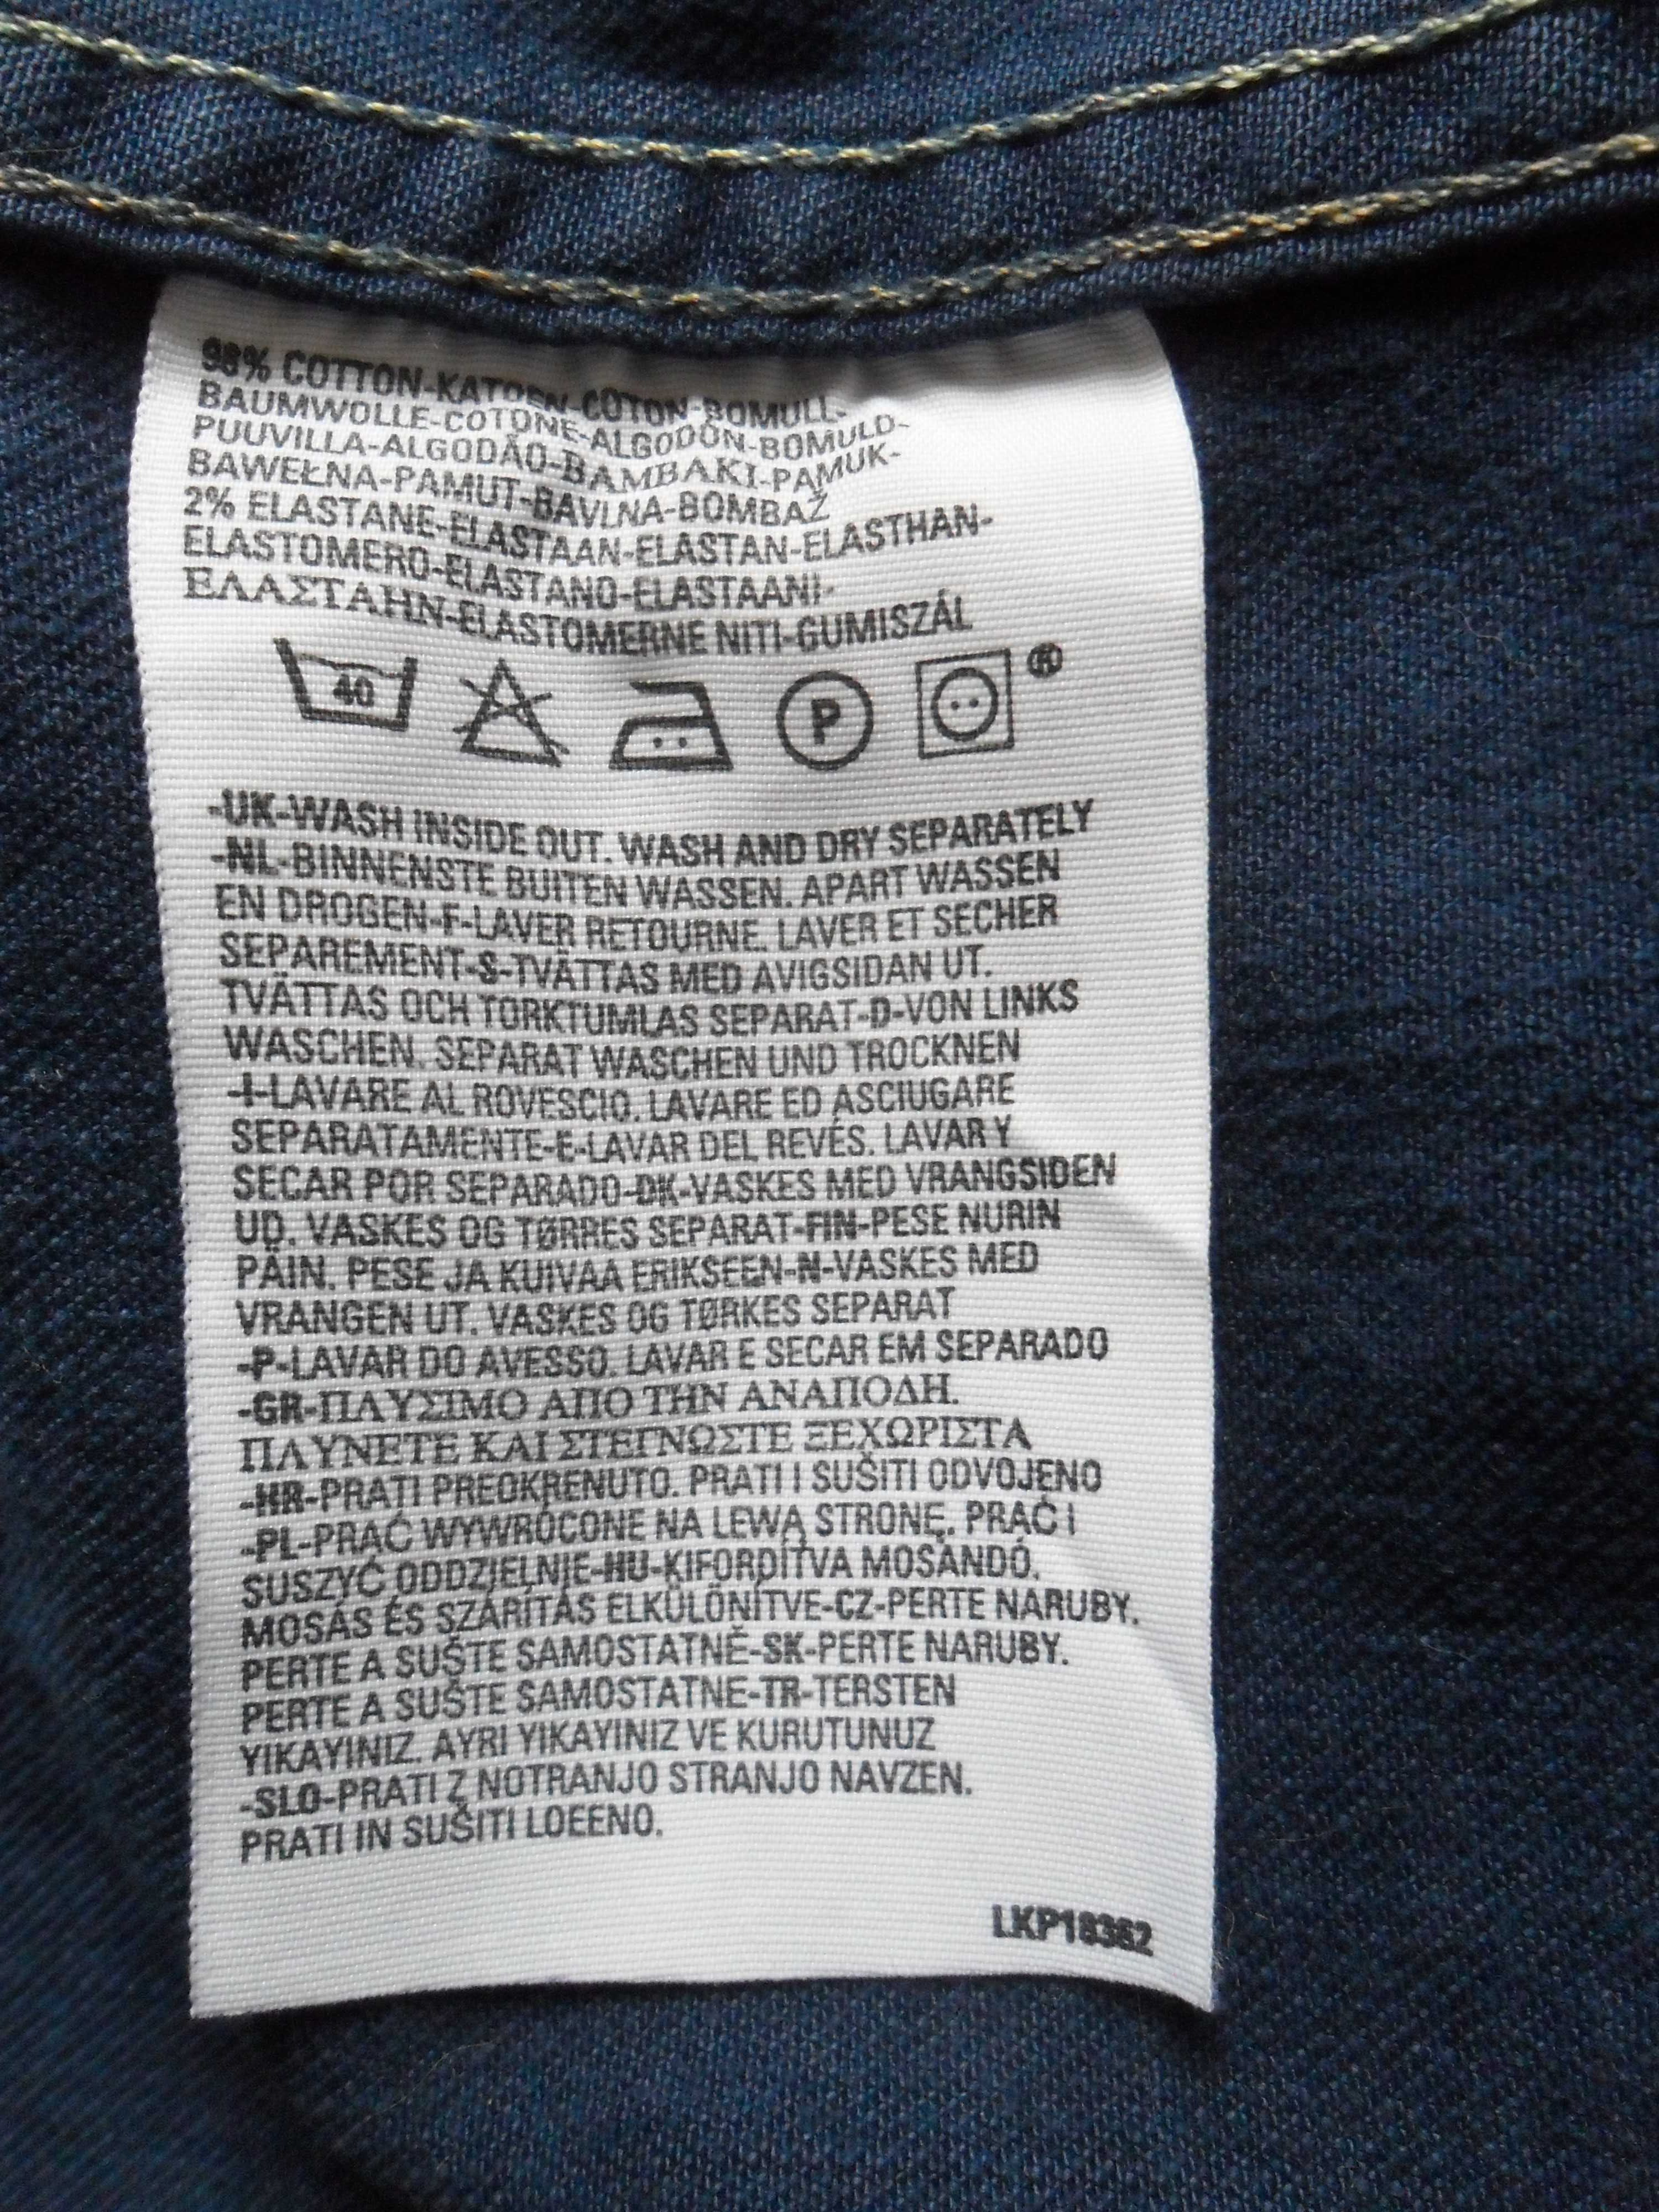 98% COTTON-KATOEN-COTON-BOMULL-
BAUMWOLLE-COTONE-ALGODÓN-BOMULD-
PUUVILLA-ALGODÃO-BAMBAKI-PAMUK-
BAWEŁNA-PAMUT-BAVLNA-BOMBAŽ
2% ELASTANE-ELASTAAN-ELASTAN-ELASTHAN-
ELASTOMERO-ELASTANO-ELASTAANI-
ΕΛΑΣΤΑΗΝ-ELASTOMERNE NITI-GUMISZÁL
40 P ®
-UK-WASH INSIDE OUT. WASH AND DRY SEPARATELY
-NL-BINNENSTE BUITEN WASSEN. APART WASSEN
EN DROGEN-F-LAVER RETOURNE. LAVER ET SECHER
SEPAREMENT-S-TVÄTTAS MED AVIGSIDAN UT.
TVÄTTAS OCH TORKTUMLAS SEPARAT-D-VON LINKS
WASCHEN. SEPARAT WASCHEN UND TROCKNEN
-I-LAVARE AL ROVESCIO. LAVARE ED ASCIUGARE
SEPARATAMENTE-E-LAVAR DEL REVÉS. LAVAR Y
SECAR POR SEPARADO-DK-VASKES MED VRANGSIDEN
UD. VASKES OG TØRRES SEPARAT-FIN-PESE NURIN
PÄIN. PESE JA KUIVAA ERIKSEEN-N-VASKES MED
VRANGEN UT. VASKES OG TØRKES SEPARAT
-P-LAVAR DO AVESSO. LAVAR E SECAR EM SEPARADO
-GR-ΠΛΥΣΙΜΟ ΑΠΟ ΤΗΝ ΑΝΑΠΟΔΗ.
ΠΛΥΝΕΤΕ ΚΑΙ ΣΤΕΓΝΩΣΤΕ ΞΕΧΩΡΙΣΤΑ
-HR-PRATI PREOKRENUTO. PRATI I SUŠITI ODVOJENO
-PL-PRAĆ WYWRÓCONE NA LEWĄ STRONĘ. PRAĆ I
SUSZYĆ ODDZIELNIE-HU-KIFORDÍTVA MOSANDÓ.
MOSÁS ÉS SZÁRÍTÁS ELKÜLÖNÍTVE-CZ-PERTE NARUBY.
PERTE A SUŠTE SAMOSTATNĚ-SK-PERTE NARUBY.
PERTE A SUŠTE SAMOSTATNE-TR-TERSTEN
YIKAYINIZ. AYRI YIKAYINIZ VE KURUTUNUZ
-SLO-PRATI Z NOTRANJO STRANJO NAVZEN.
PRATI IN SUŠITI LOEENO.
LKP18362